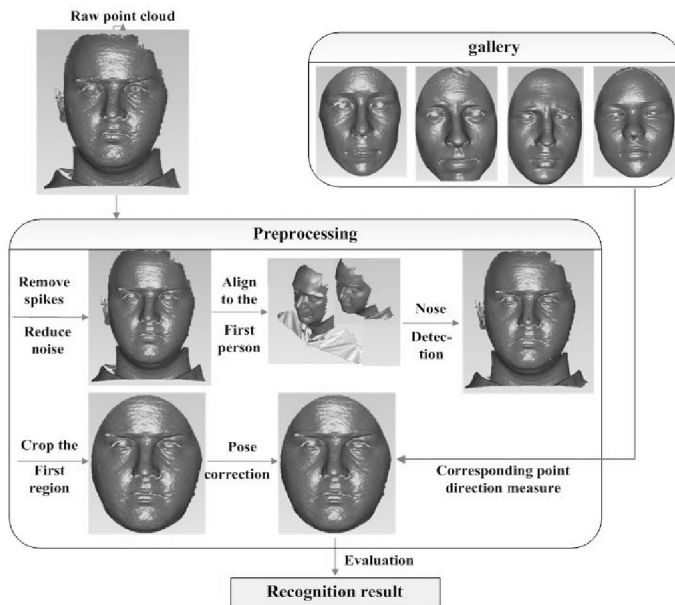 Raw point cloud
gallery
Preprocessing
Remove
spikes
Reduce
noise
Align
to the
First
person
Nose
Detec-
tion
Crop the
First
region
Pose
correction
Corresponding point
direction measure
Evaluation
Recognition result